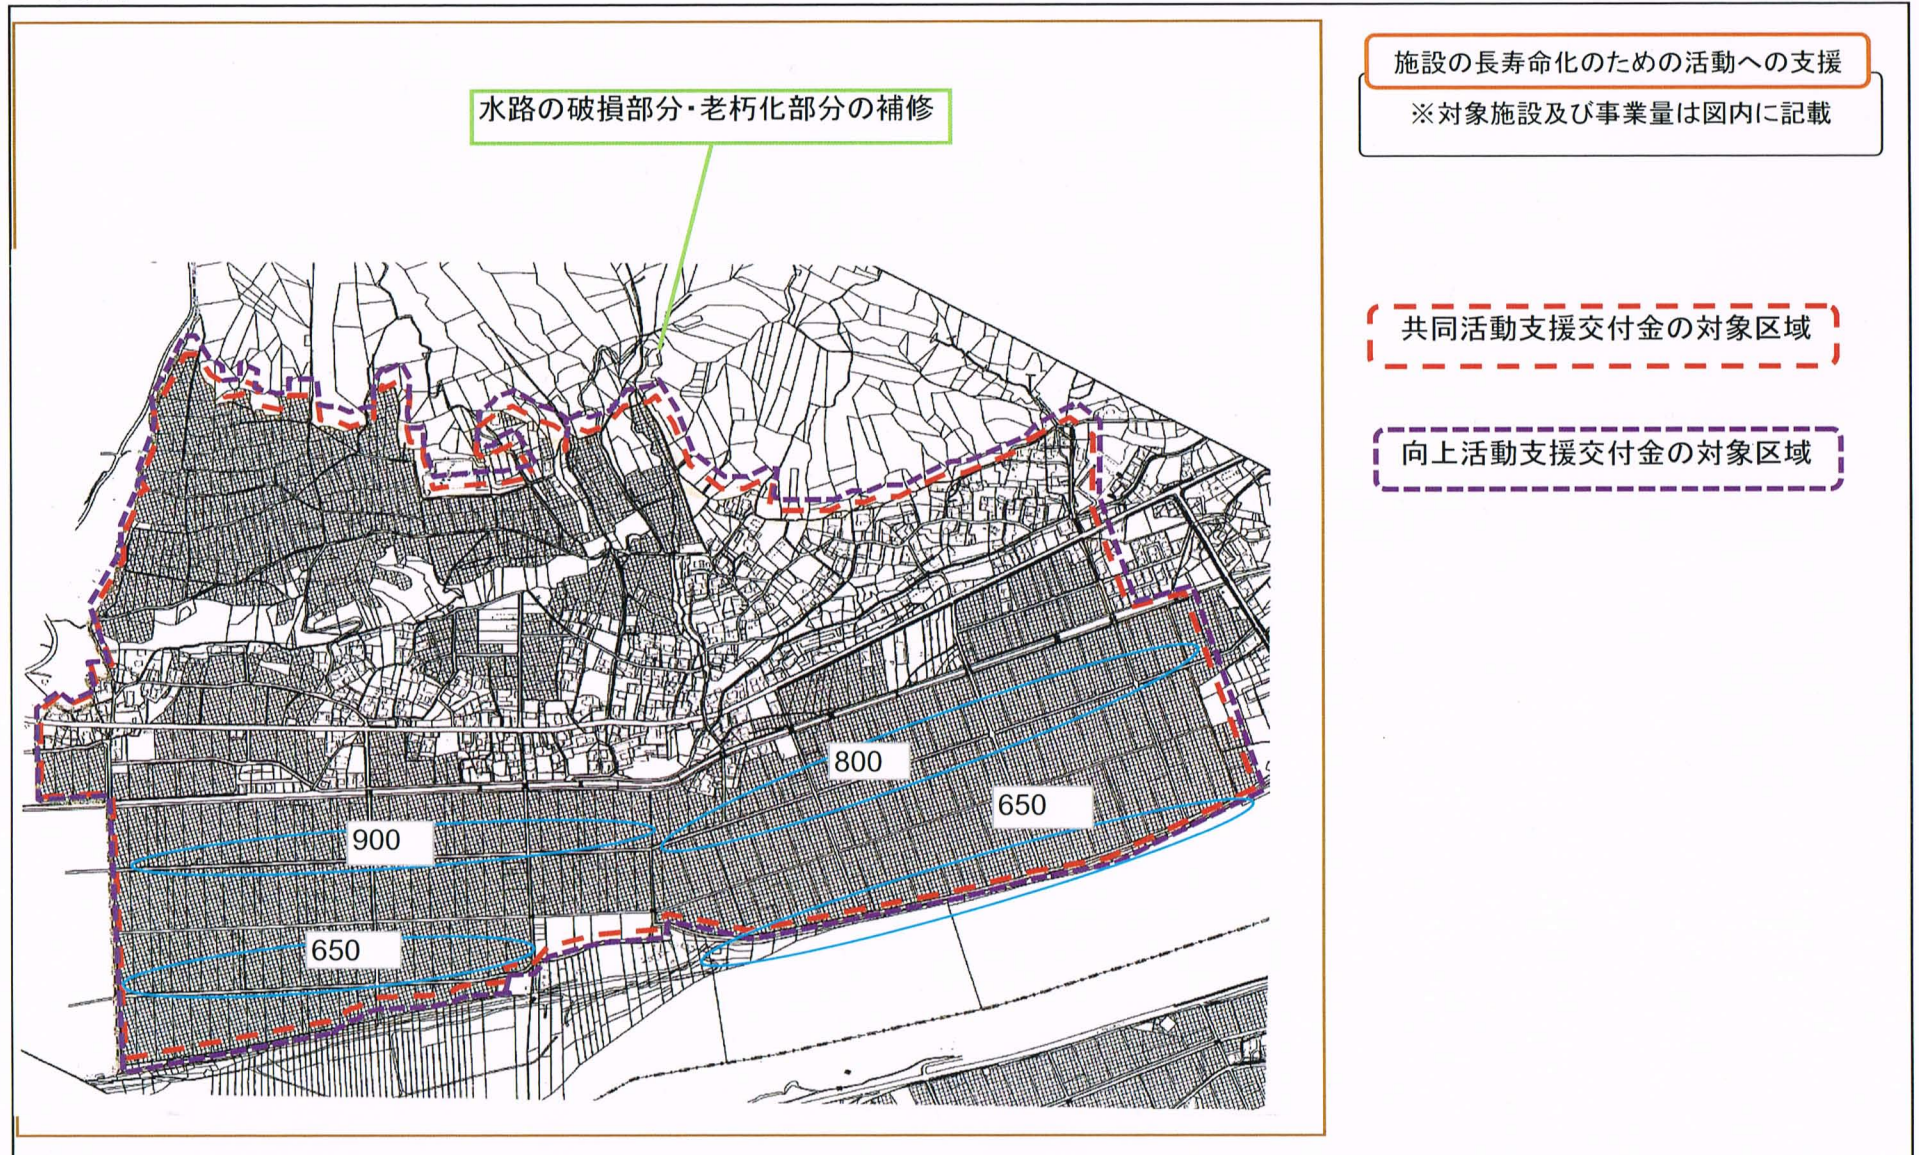 施設の長寿命化のための活動への支援
※対象施設及び事業量は図内に記載
水路の破損部分・老朽化部分の補修
共同活動支援交付金の対象区域
向上活動支援交付金の対象区域
800
650
900
650